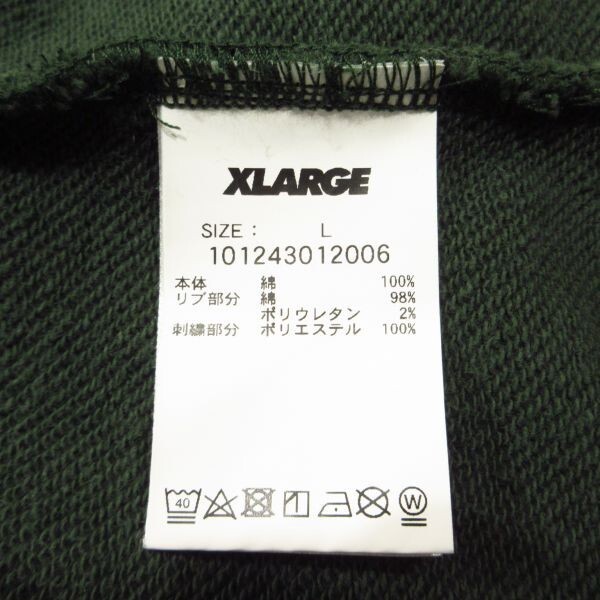 XLARGE
SIZE : L
101243012006
本体 綿 100%
リブ部分 綿 98%
ポリウレタン 2%
刺繍部分 ポリエステル 100%
40 W